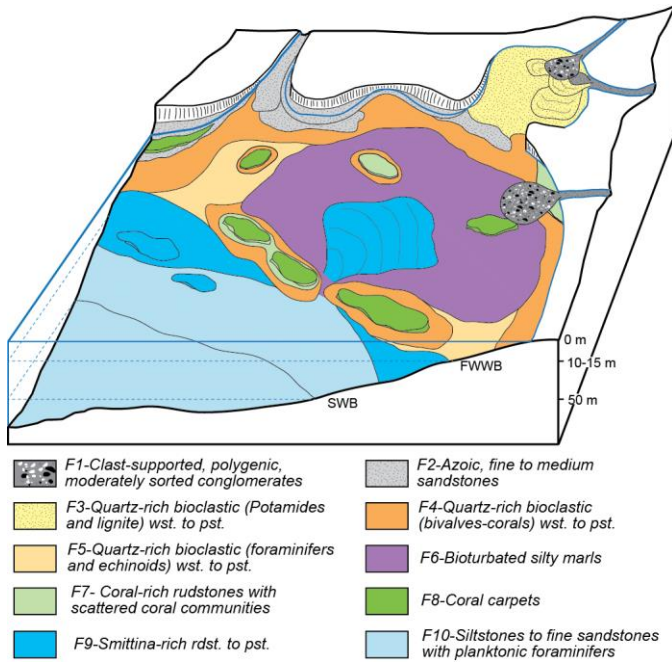 0 m
10-15 m
FWWB
50 m
SWB
F1-Clast-supported, polygenic,
moderately sorted conglomerates
F2-Azoic, fine to medium
sandstones
F3-Quartz-rich bioclastic (Potamides
and lignite) wst. to pst.
F4-Quartz-rich bioclastic
(bivalves-corals) wst. to pst.
F5-Quartz-rich bioclastic (foraminifers
and echinoids) wst. to pst.
F6-Bioturbated silty marls
F7- Coral-rich rudstones with
scattered coral communities
F8-Coral carpets
F9-Smittina-rich rdst. to pst.
F10-Siltstones to fine sandstones
with planktonic foraminifers